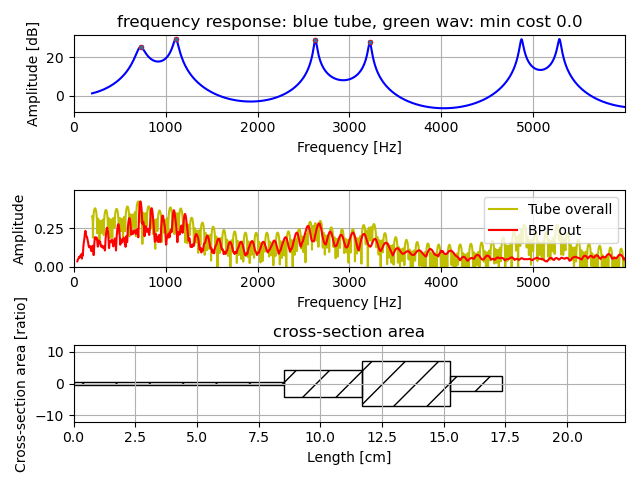 frequency response: blue tube, green wav: min cost 0.0
Amplitude [dB]
20
0
0 1000 2000 3000 4000 5000
Frequency [Hz]
Amplitude
0.25
0.00
Tube overall
BPF out
0 1000 2000 3000 4000 5000
Frequency [Hz]
cross-section area
Cross-section area [ratio]
10
0
−10
0.0 2.5 5.0 7.5 10.0 12.5 15.0 17.5 20.0
Length [cm]